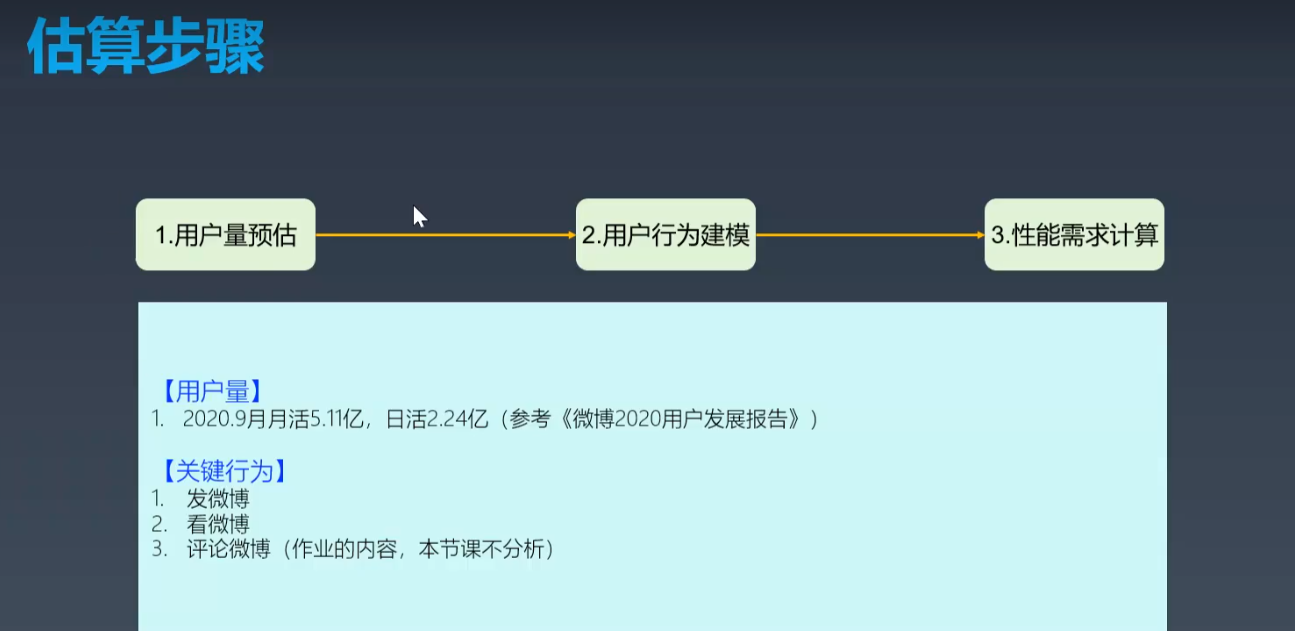 估算步骤
1.用户量预估
2.用户行为建模
3.性能需求计算
【用户量】
1. 2020.9月月活5.11亿，日活2.24亿（参考《微博2020用户发展报告》）
【关键行为】
1. 发微博
2. 看微博
3. 评论微博（作业的内容，本节课不分析）